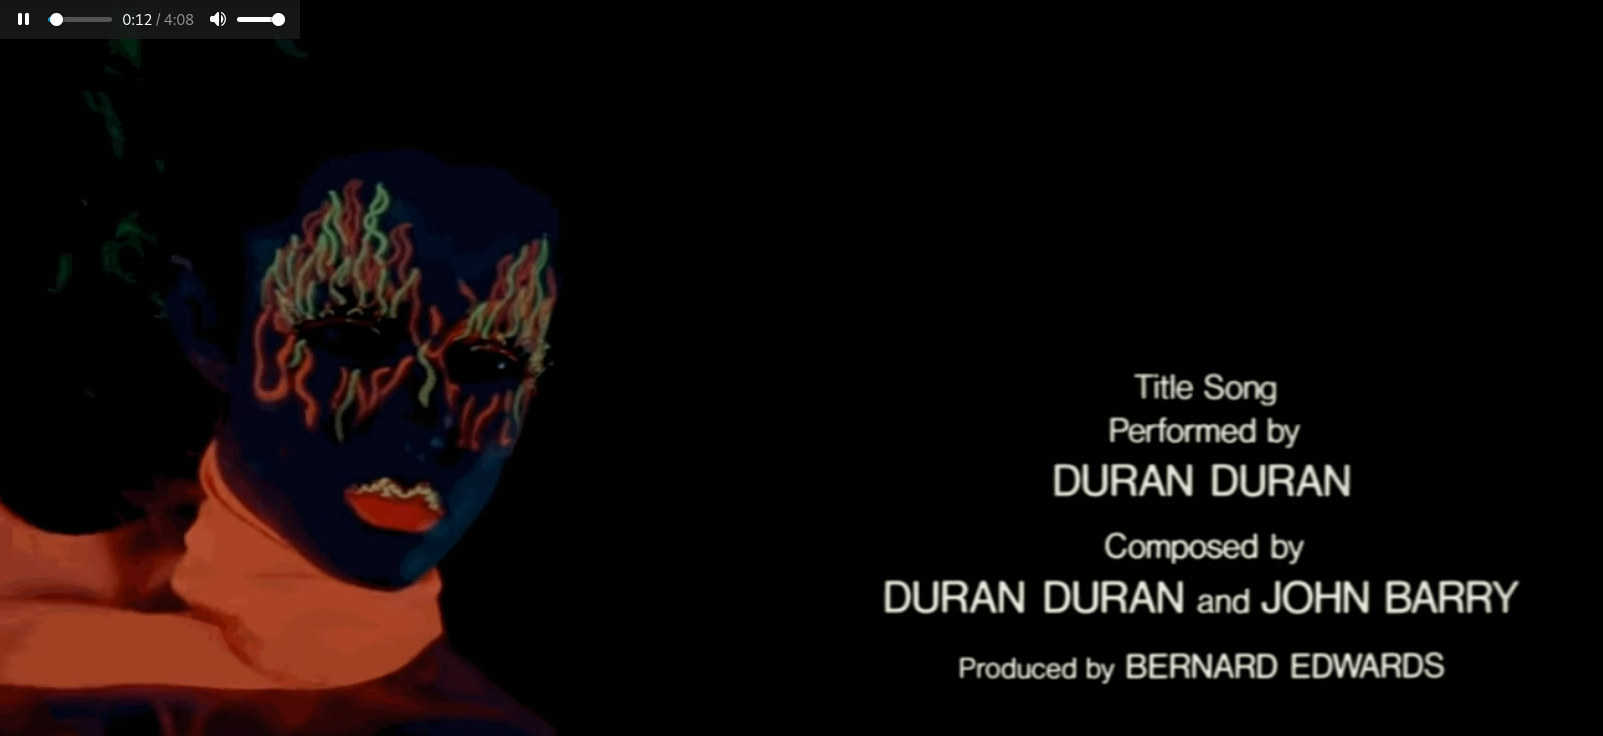 0:12 / 4:08
Title Song
Performed by
DURAN DURAN
Composed by
DURAN DURAN and JOHN BARRY
Produced by BERNARD EDWARDS